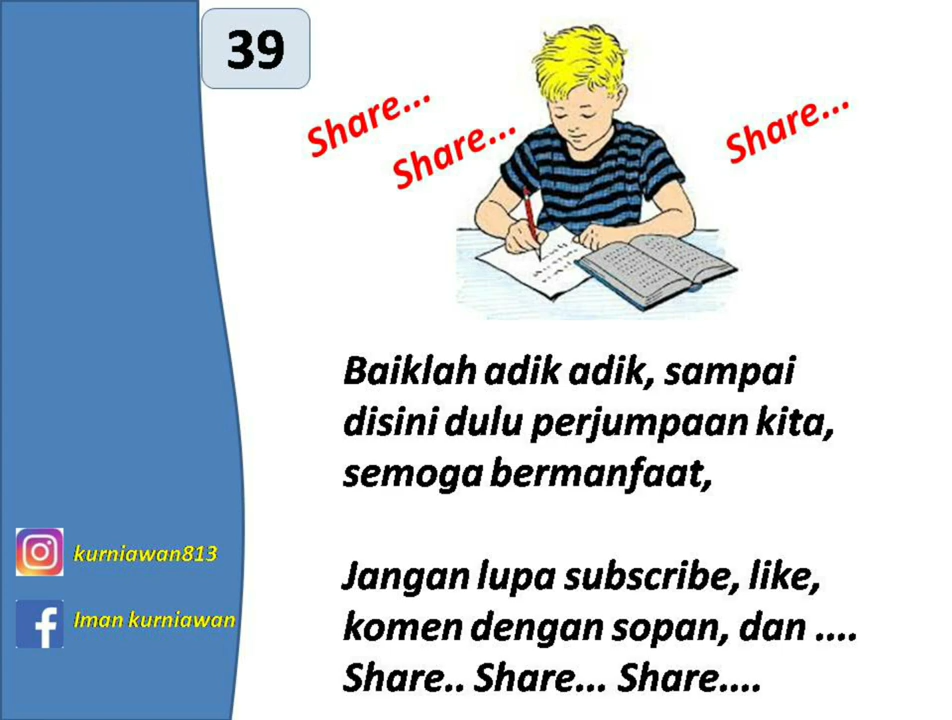 39
Share...
Share...
Share...
Baiklah adik adik, sampai
disini dulu perjumpaan kita,
semoga bermanfaat,
Jangan lupa subscribe, like,
komen dengan sopan, dan ....
Share.. Share... Share....
kurniawan813
Iman kurniawan